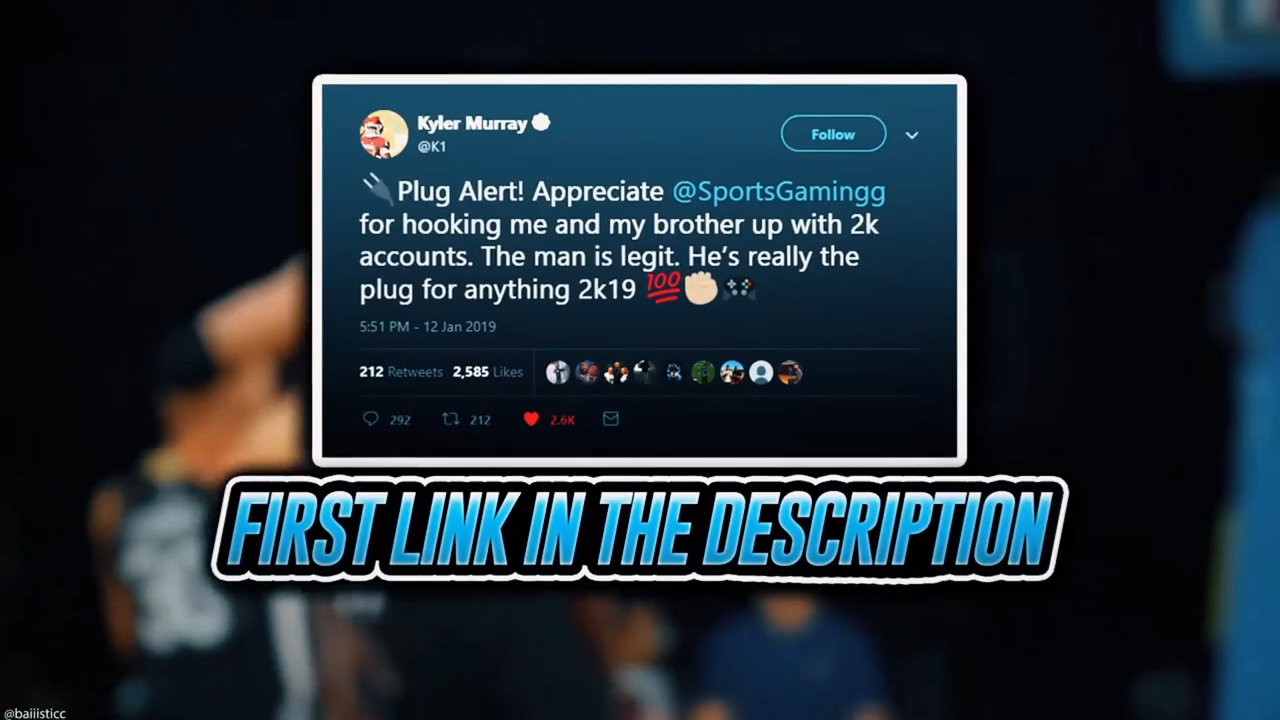 Kyler Murray
@K1
Follow
🔌Plug Alert! Appreciate @SportsGamingg
for hooking me and my brother up with 2k
accounts. The man is legit. He’s really the
plug for anything 2k19 💯✊🏼🎮
5:51 PM - 12 Jan 2019
212 Retweets 2,585 Likes
292 212 2.6K
FIRST LINK IN THE DESCRIPTION
@baiiisticc